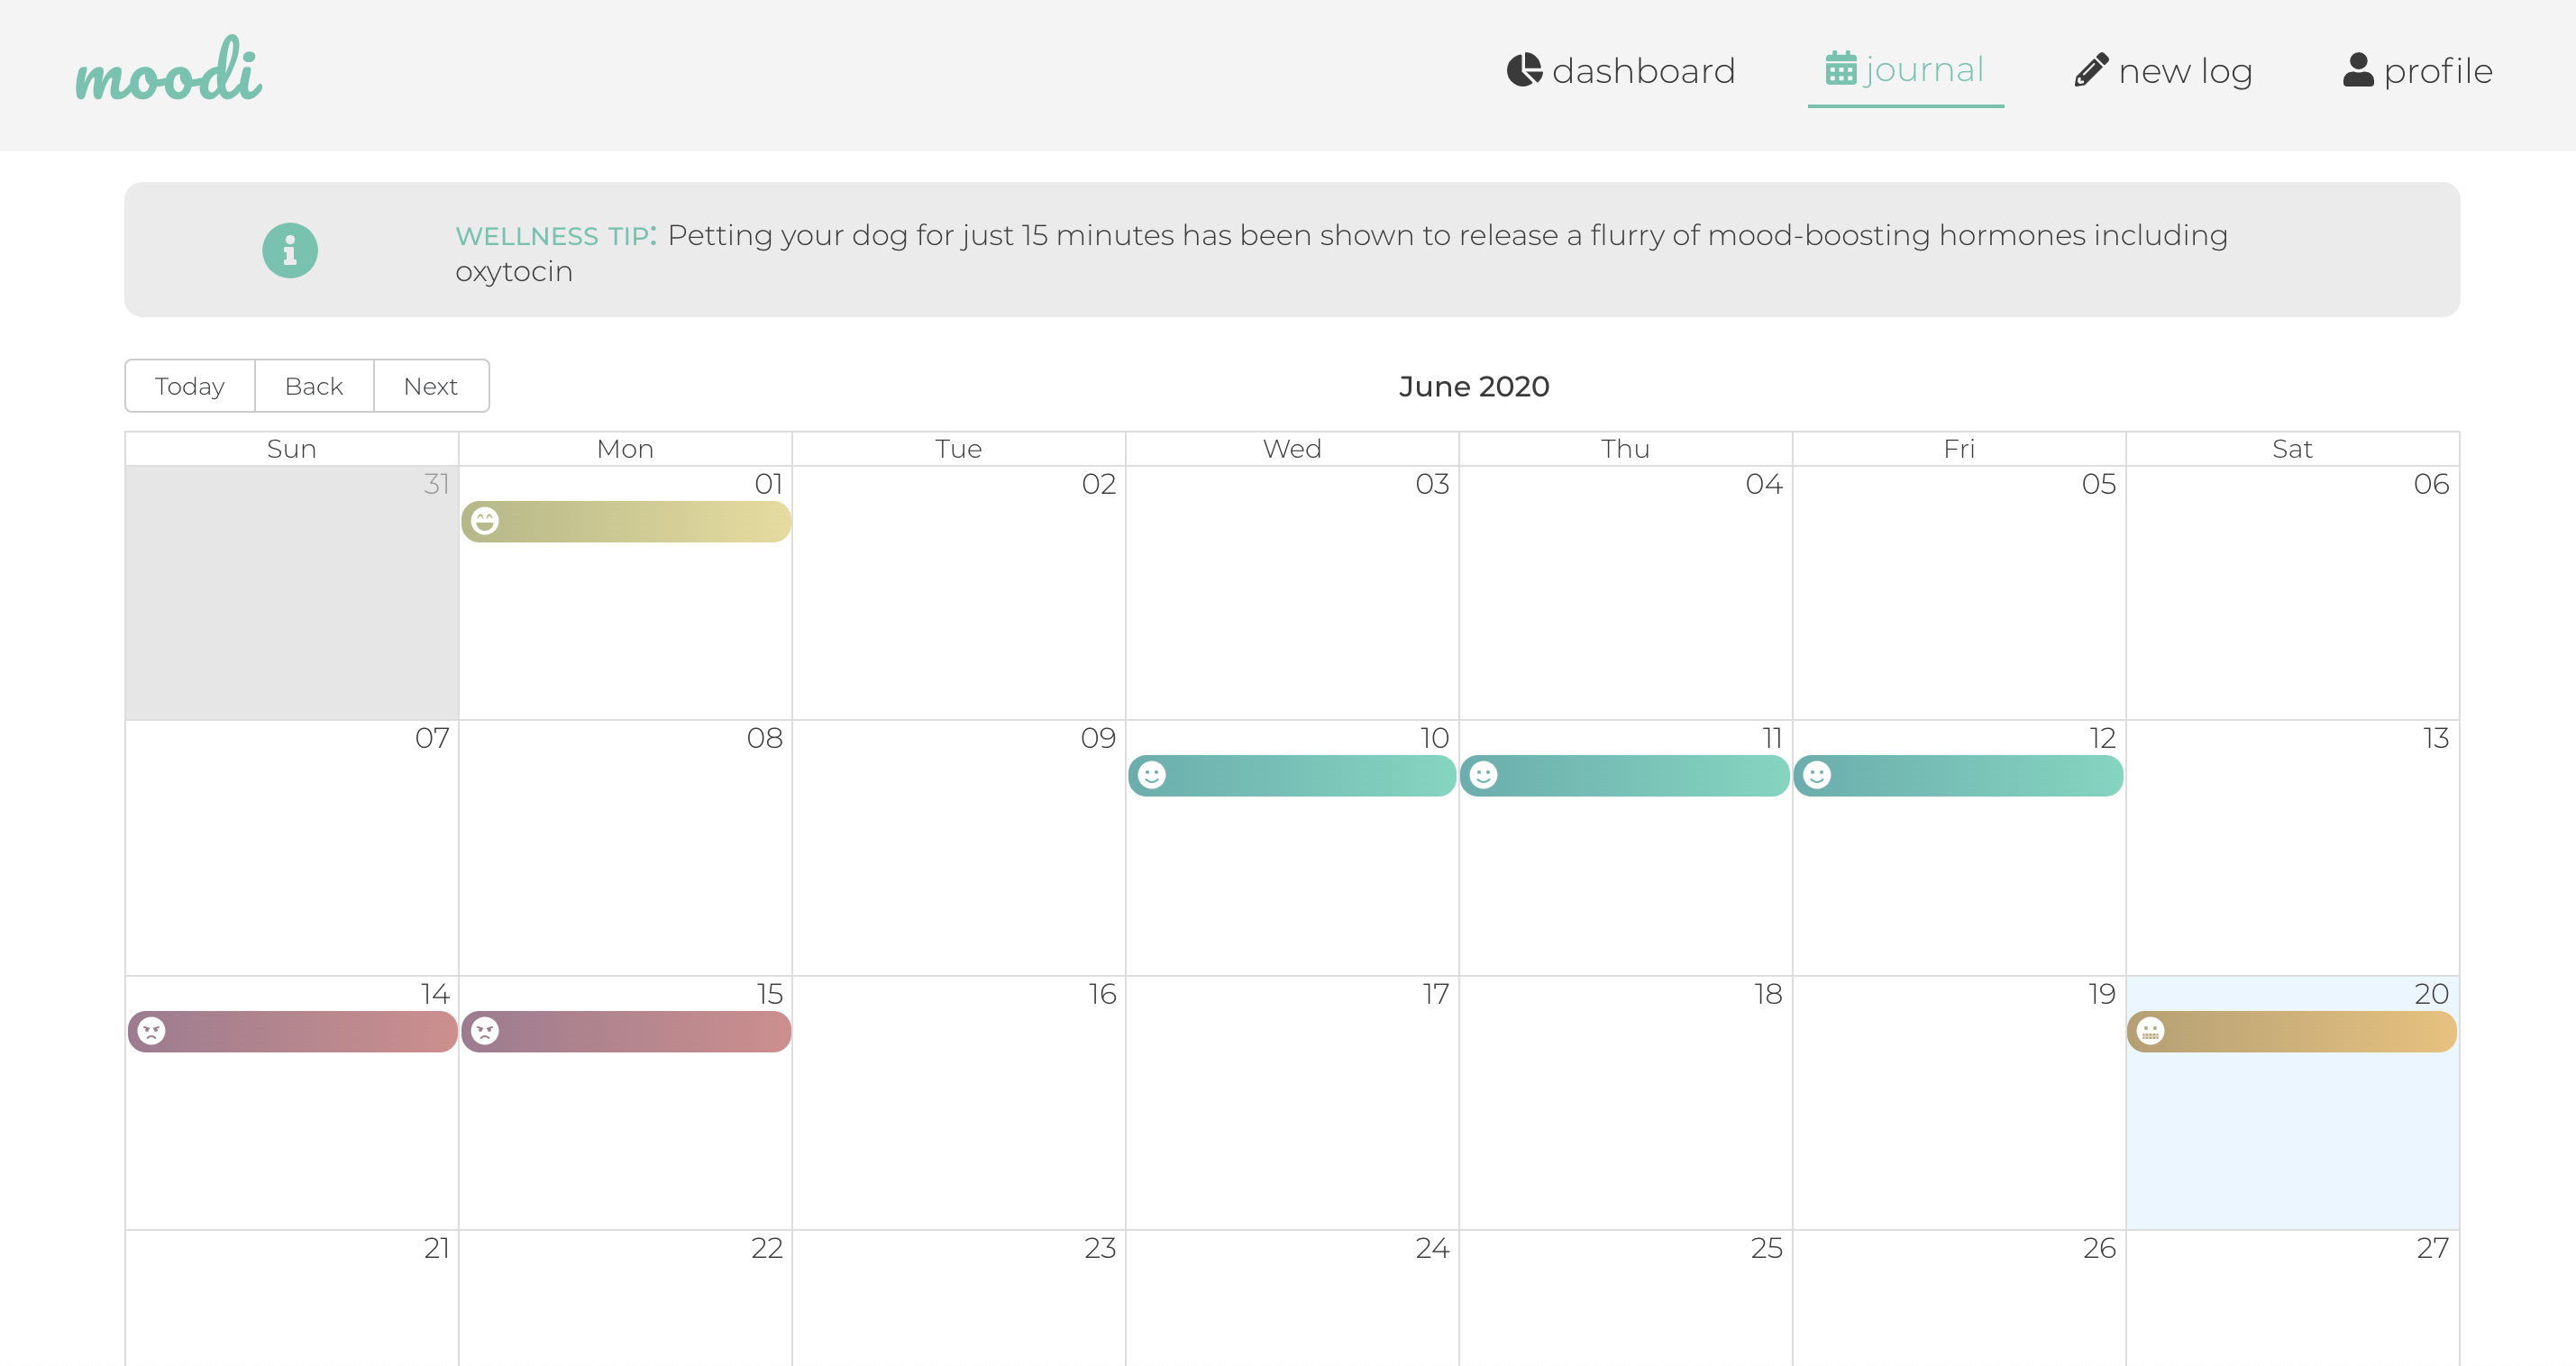 moodi
dashboard journal new log profile
WELLNESS TIP: Petting your dog for just 15 minutes has been shown to release a flurry of mood-boosting hormones including
oxytocin
Today Back Next June 2020
Sun Mon Tue Wed Thu Fri Sat
31 01 02 03 04 05 06
07 08 09 10 11 12 13
14 15 16 17 18 19 20
21 22 23 24 25 26 27